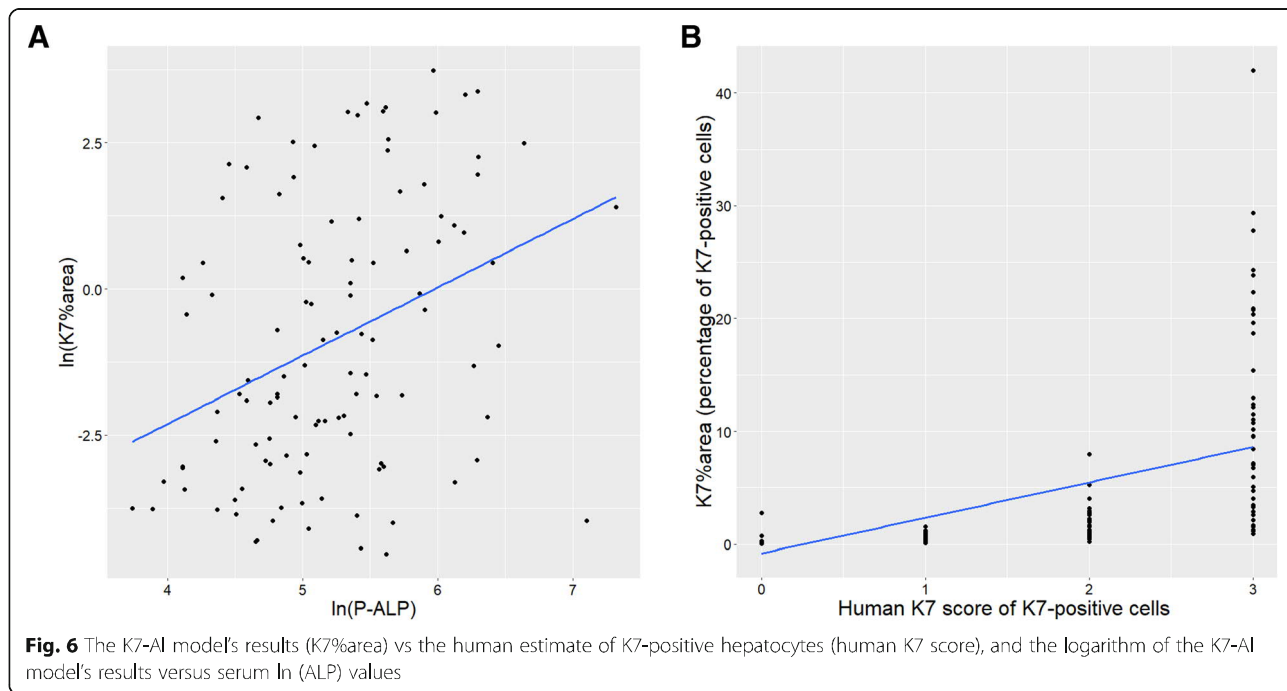 A
B
2.5
0.0
-2.5
ln(K7%area)
4
5
6
7
ln(P-ALP)
40
30
20
10
0
K7%area (percentage of K7-positive cells)
0
1
2
3
Human K7 score of K7-positive cells
Fig. 6 The K7-AI model's results (K7%area) vs the human estimate of K7-positive hepatocytes (human K7 score), and the logarithm of the K7-AI
model's results versus serum ln (ALP) values